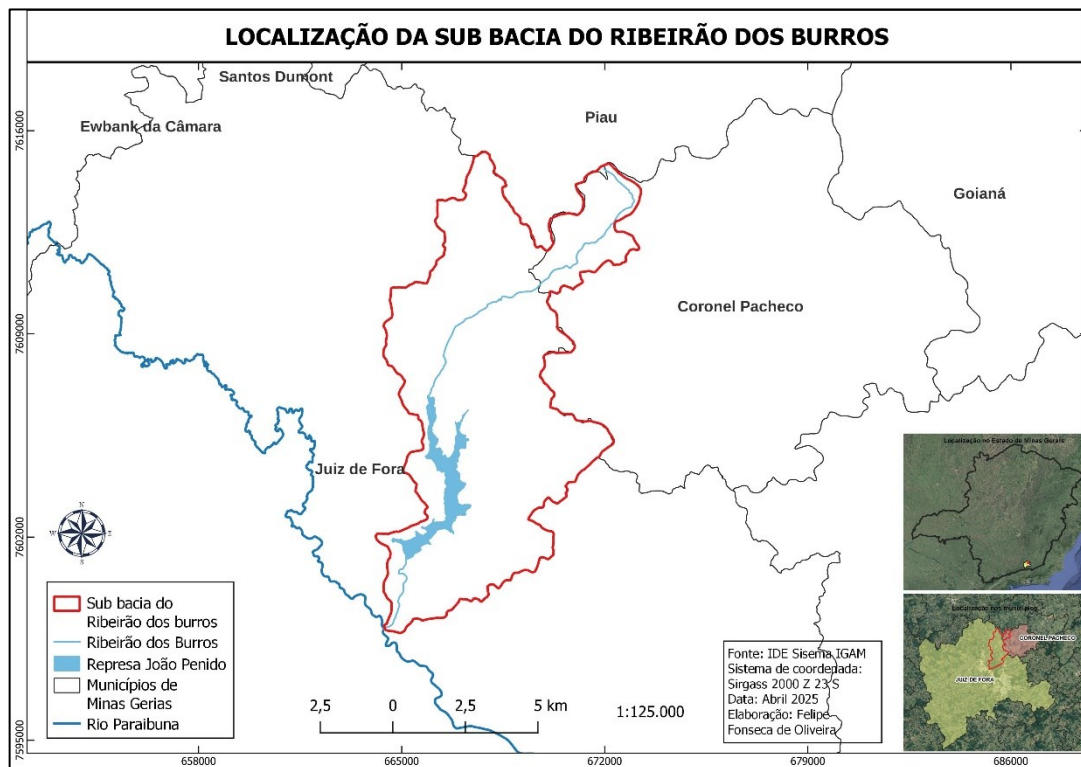 LOCALIZAÇÃO DA SUB BACIA DO RIBEIRÃO DOS BURROS
Santos Dumont
Ewbank da Câmara
Piau
Goianá
Coronel Pacheco
Juiz de Fora
7616000
7609000
7602000
7595000
N
W
E
S
Sub bacia do
Ribeirão dos burros
Ribeirão dos Burros
Represa João Penido
Municípios de
Minas Gerias
Rio Paraibuna
2,5 0 2,5 5 km
1:125.000
Fonte: IDE Sisema IGAM
Sistema de coordenada:
Sirgass 2000 Z 23 S
Data: Abril 2025
Elaboração: Felipe
Fonseca de Oliveira
Localização no Estado de Minas Gerais
Localização nos municípios
CORONEL PACHECO
JUIZ DE FORA
658000 665000 672000 679000 686000